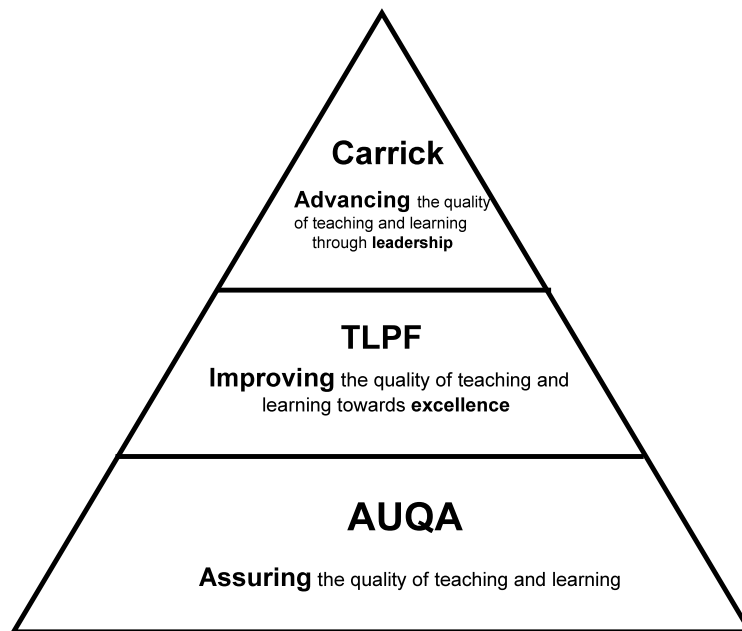 Carrick
Advancing the quality
of teaching and learning
through leadership
TLPF
Improving the quality of teaching and
learning towards excellence
AUQA
Assuring the quality of teaching and learning